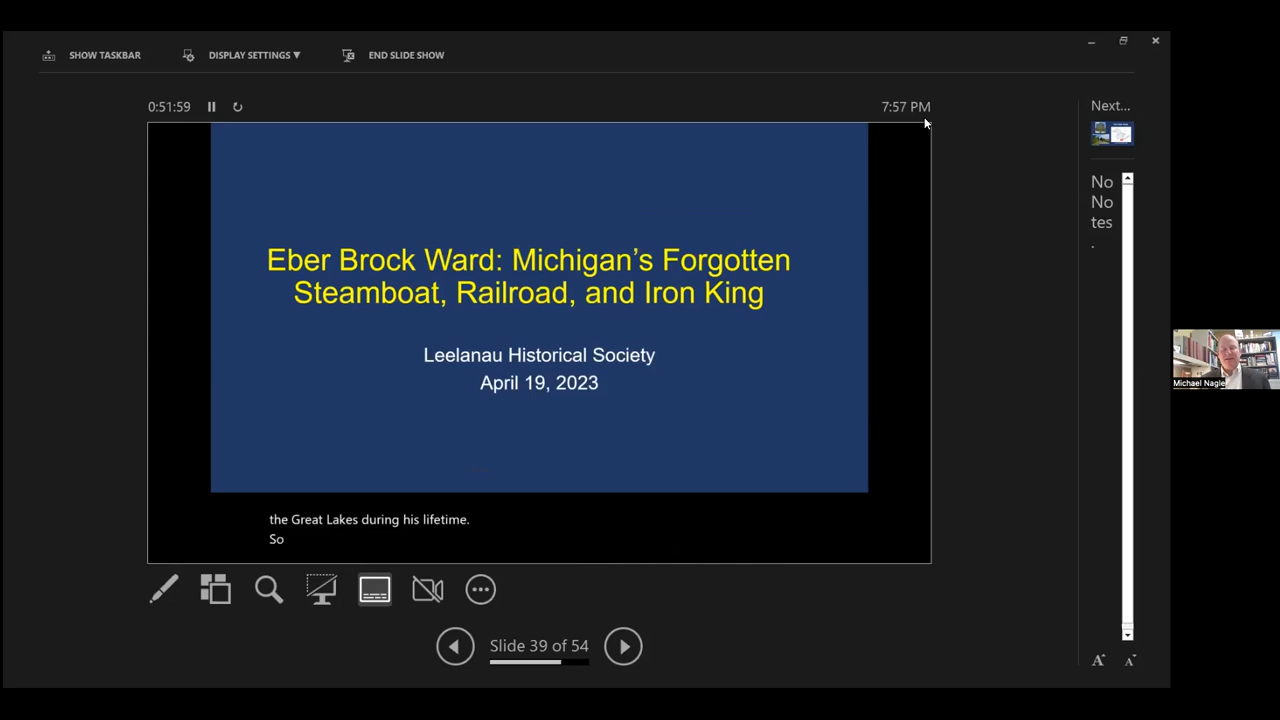 SHOW TASKBAR
DISPLAY SETTINGS ▼
END SLIDE SHOW
0:51:59
7:57 PM
Next...
Eber Brock Ward: Michigan’s Forgotten
Steamboat, Railroad, and Iron King
Leelanau Historical Society
April 19, 2023
the Great Lakes during his lifetime.
So
No
No
tes
.
Michael Nagle
Slide 39 of 54
A
A